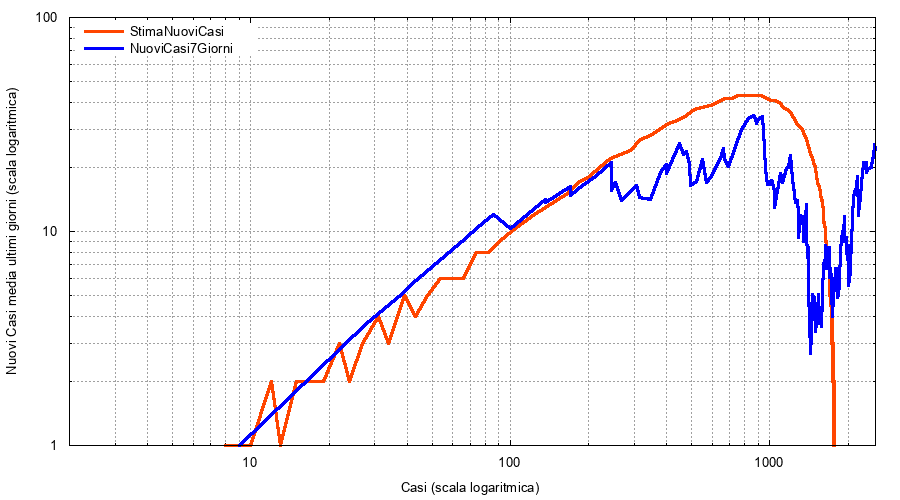 100
StimaNuoviCasi
NuoviCasi7Giorni
Nuovi Casi media ultimi giorni (scala logaritmica)
10
1
10
100
1000
Casi (scala logaritmica)